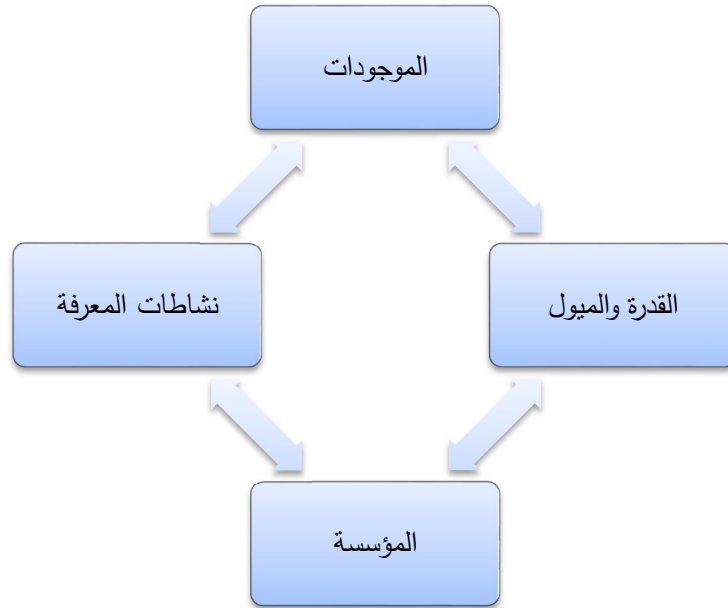 الموجودات
القدرة والميول
نشاطات المعرفة
المؤسسة